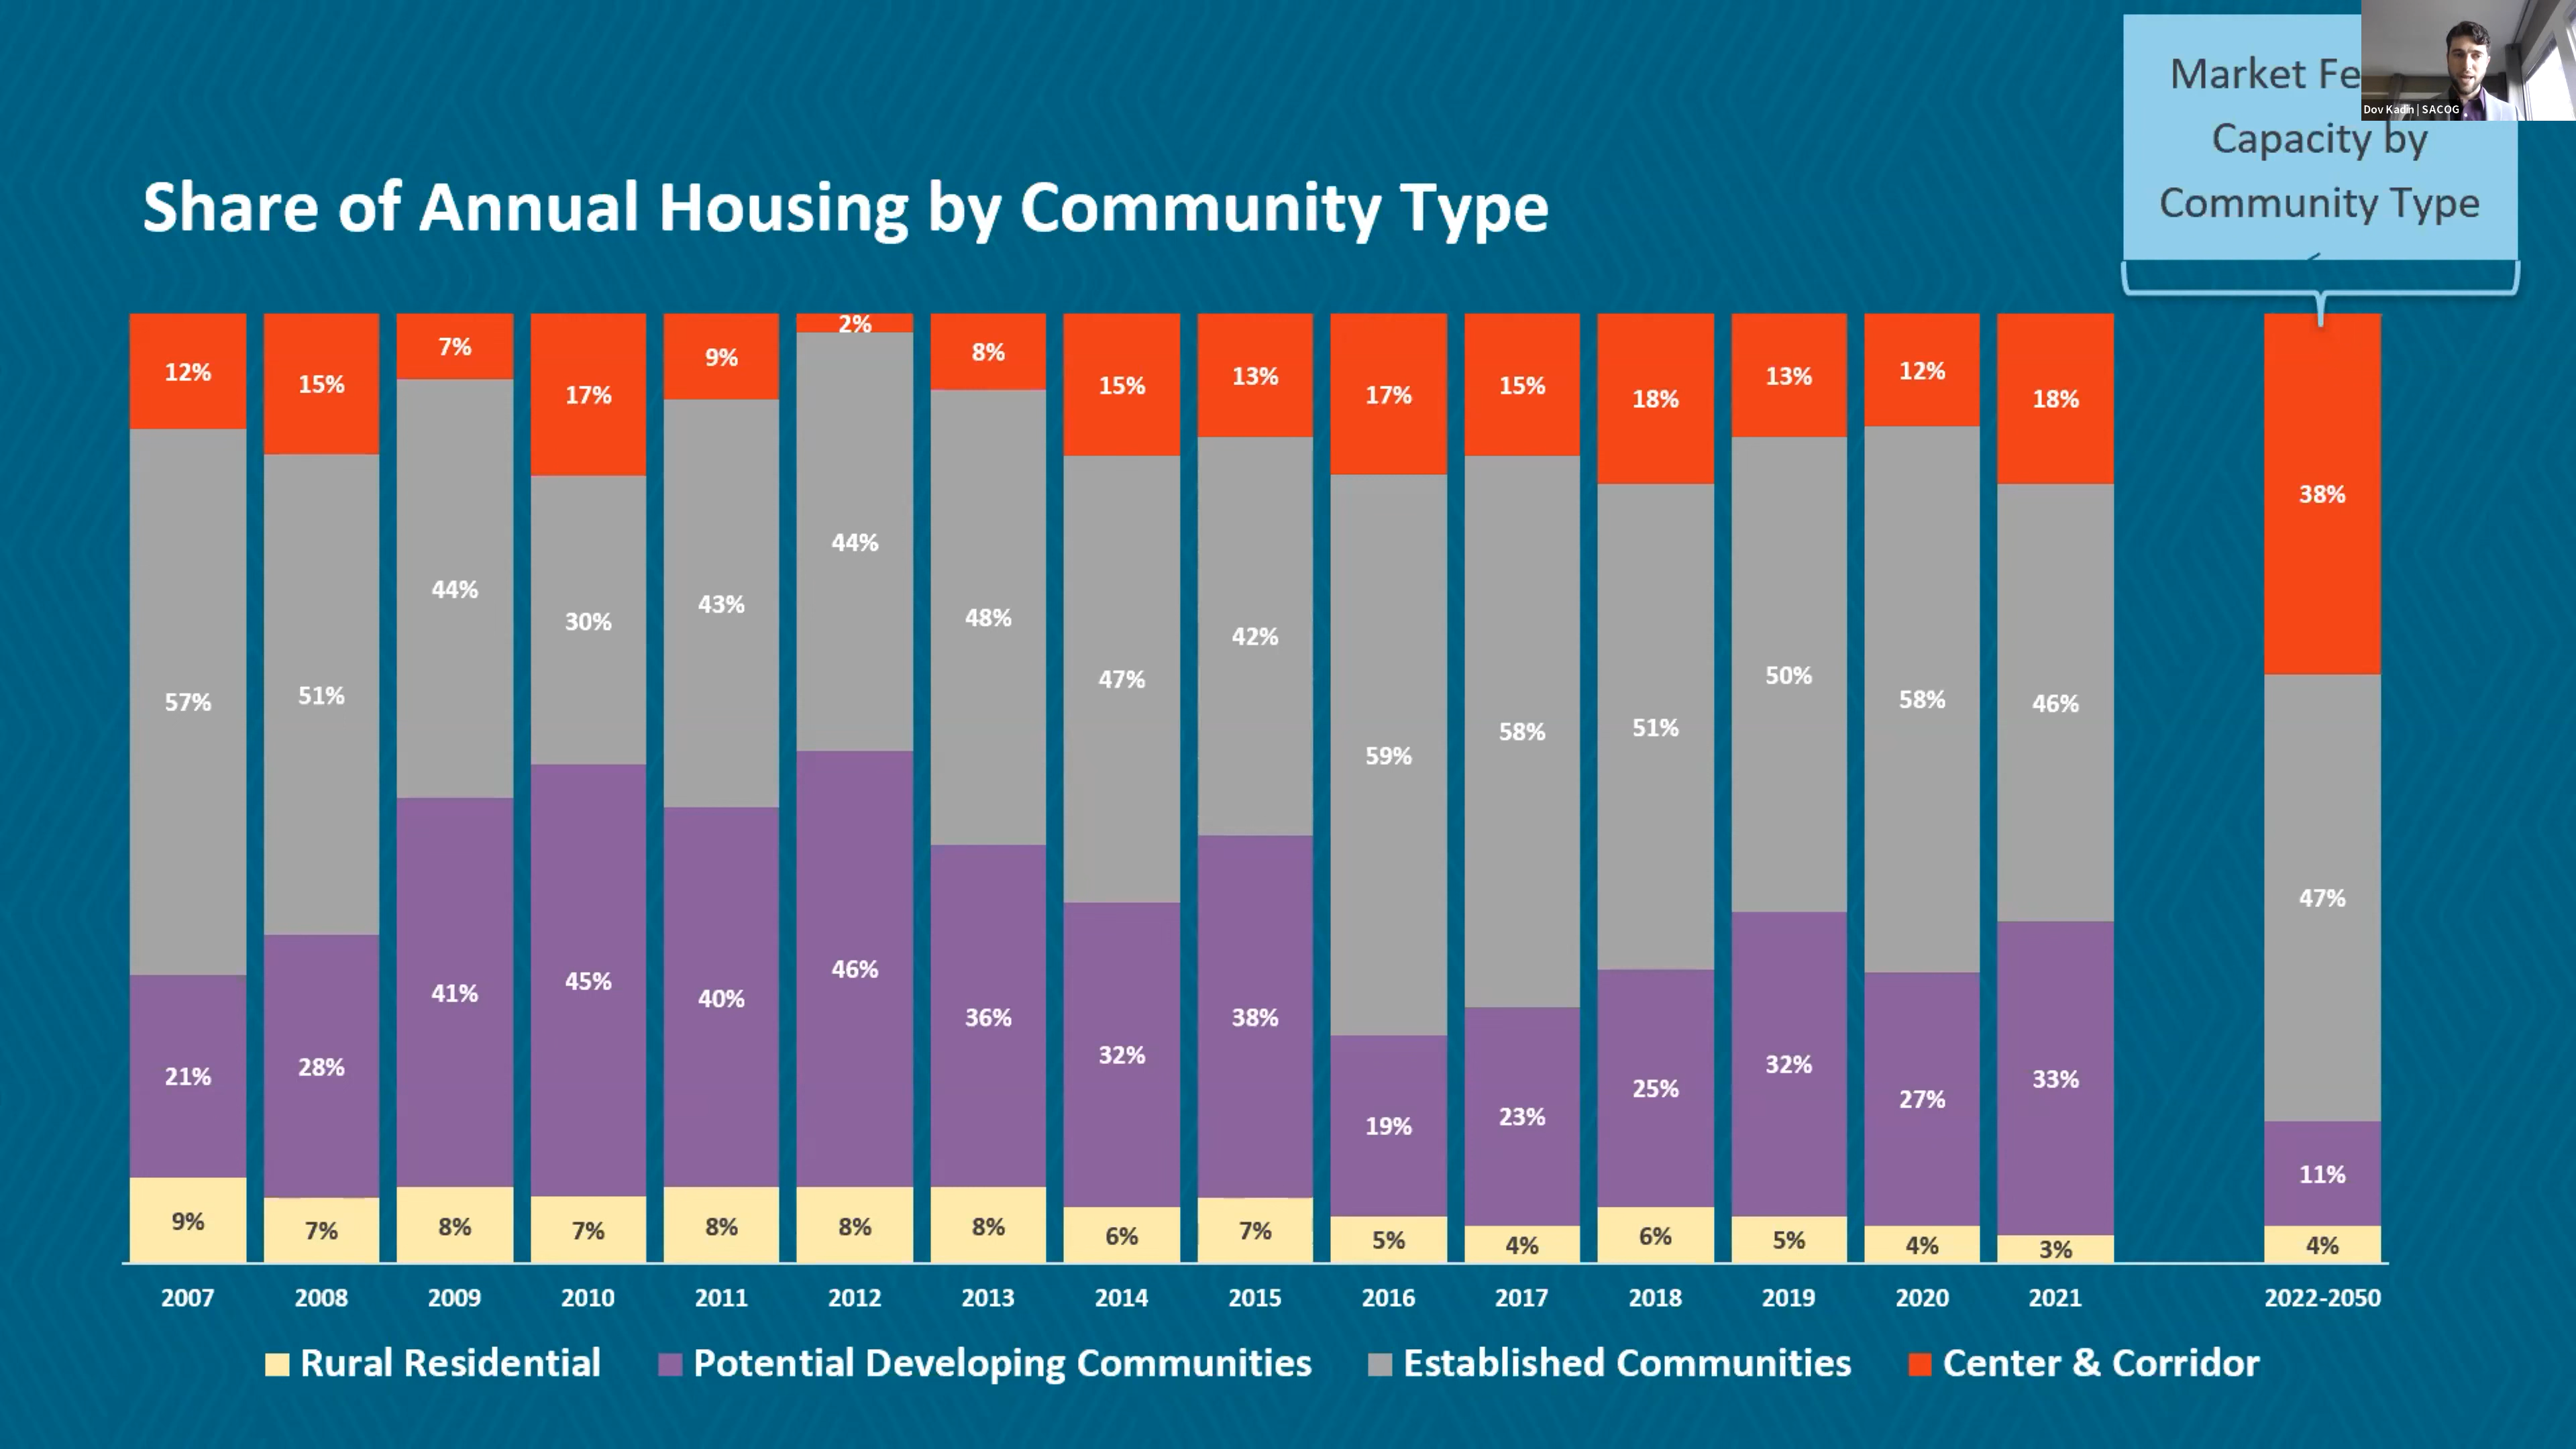 Market
Dov Kadin | SACOG
Capacity by
Community Type
Share of Annual Housing by Community Type
12% 15% 7% 17% 9% 2% 8% 15% 13% 17% 15% 18% 13% 12% 18% 38%
57% 51% 44% 30% 43% 44% 48% 47% 42% 59% 58% 51% 50% 58% 46% 47%
21% 28% 41% 45% 40% 46% 36% 32% 38% 19% 23% 25% 32% 27% 33% 11%
9% 7% 8% 7% 8% 8% 8% 6% 7% 5% 4% 6% 5% 4% 3% 4%
2007 2008 2009 2010 2011 2012 2013 2014 2015 2016 2017 2018 2019 2020 2021 2022-2050
Rural Residential Potential Developing Communities Established Communities Center & Corridor